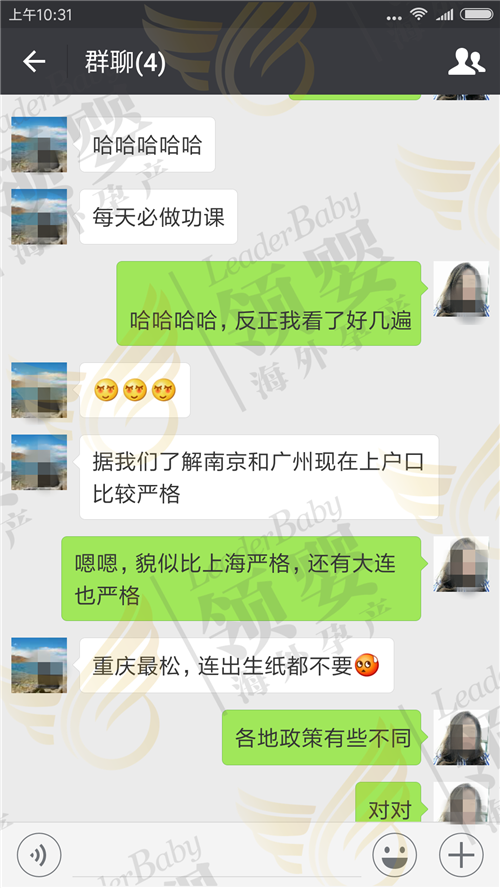 上午10:31
群聊(4)
哈哈哈哈哈
每天必做功课
哈哈哈哈，反正我看了好几遍
据我们了解南京和广州现在上户口
比较严格
嗯嗯，貌似比上海严格，还有大连
也严格
重庆最松，连出生纸都不要
各地政策有些不同
对对
LeaderBaby
领婴
海外孕产